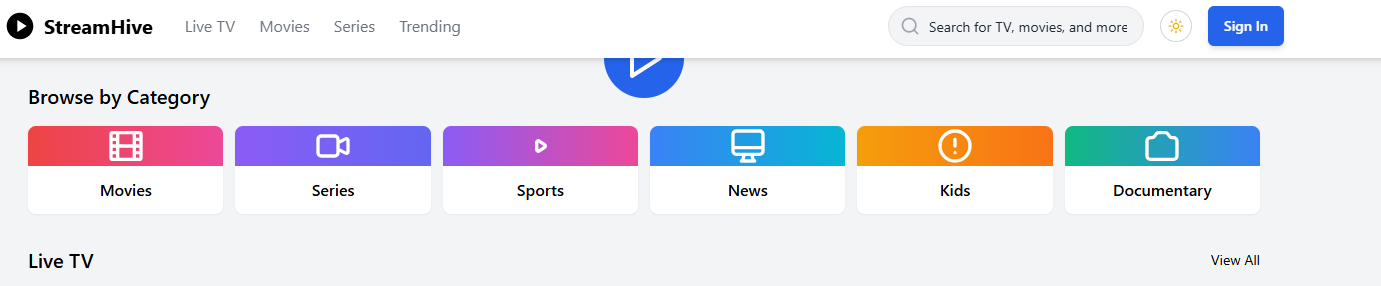 StreamHive Live TV Movies Series Trending Search for TV, movies, and more Sign In
Browse by Category
Movies Series Sports News Kids Documentary
Live TV View All